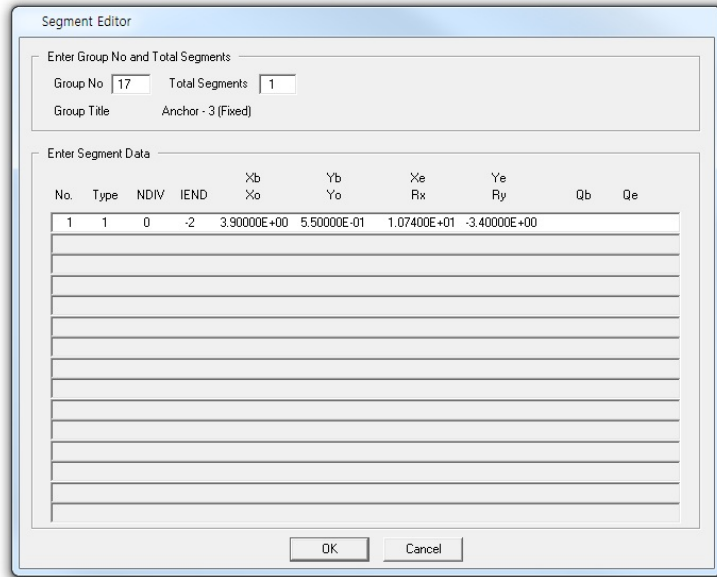 Segment Editor
Enter Group No and Total Segments
Group No 17 Total Segments 1
Group Title Anchor - 3 (Fixed)
Enter Segment Data
Xb Yb Xe Ye
No. Type NDIV IEND Xo Yo Rx Ry Qb Qe
1 1 0 -2 3.90000E+00 5.50000E-01 1.07400E+01 -3.40000E+00
OK Cancel